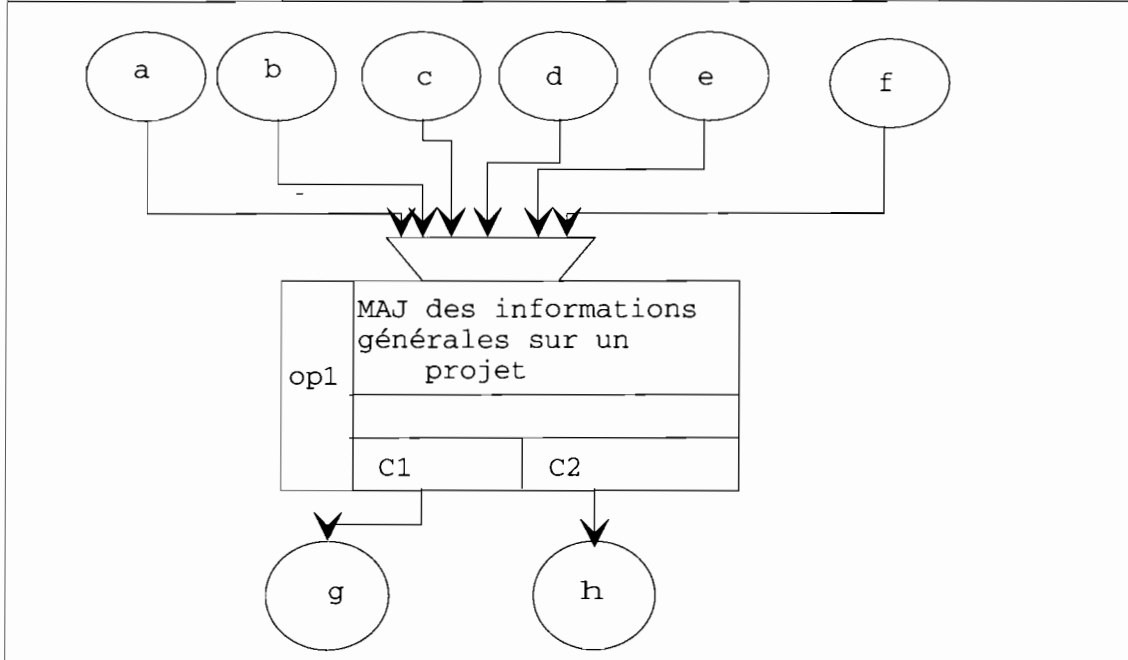 a
b
c
d
e
f
MAJ des informations
générales sur un
projet
op1
C1
C2
g
h